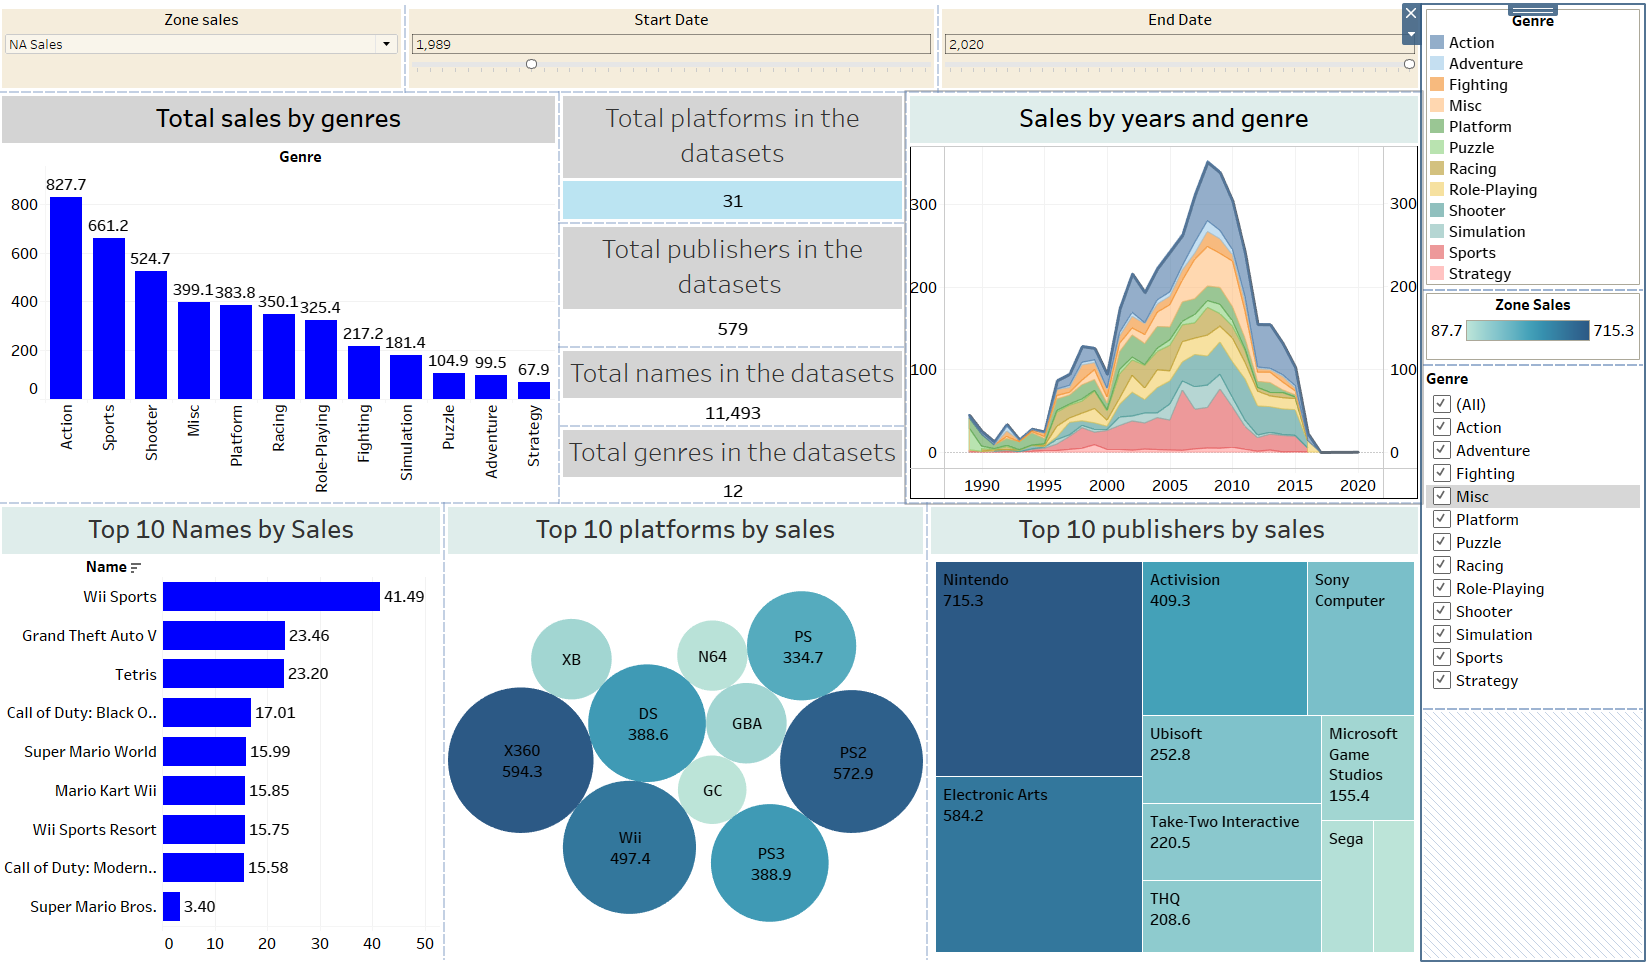 Zone sales
NA Sales
Start Date
1,989
End Date
2,020
Total sales by genres
Genre
827.7
661.2
524.7
399.1
383.8
350.1
325.4
217.2
181.4
104.9
99.5
67.9
800
600
400
200
0
Action
Sports
Shooter
Misc
Platform
Racing
Role-Playing
Fighting
Simulation
Puzzle
Adventure
Strategy
Total platforms in the
datasets
31
Total publishers in the
datasets
579
Total names in the datasets
11,493
Total genres in the datasets
12
Sales by years and genre
300
200
100
0
300
200
100
0
1990
1995
2000
2005
2010
2015
2020
Genre
Action
Adventure
Fighting
Misc
Platform
Puzzle
Racing
Role-Playing
Shooter
Simulation
Sports
Strategy
Zone Sales
87.7
715.3
Genre
(All)
Action
Adventure
Fighting
Misc
Platform
Puzzle
Racing
Role-Playing
Shooter
Simulation
Sports
Strategy
Top 10 Names by Sales
Name
Wii Sports
41.49
Grand Theft Auto V
23.46
Tetris
23.20
Call of Duty: Black O..
17.01
Super Mario World
15.99
Mario Kart Wii
15.85
Wii Sports Resort
15.75
Call of Duty: Modern..
15.58
Super Mario Bros.
3.40
0
10
20
30
40
50
Top 10 platforms by sales
PS
334.7
XB
N64
DS
388.6
GBA
X360
594.3
PS2
572.9
GC
Wii
497.4
PS3
388.9
Top 10 publishers by sales
Nintendo
715.3
Activision
409.3
Sony
Computer
Electronic Arts
584.2
Ubisoft
252.8
Microsoft
Game
Studios
155.4
Take-Two Interactive
220.5
Sega
THQ
208.6